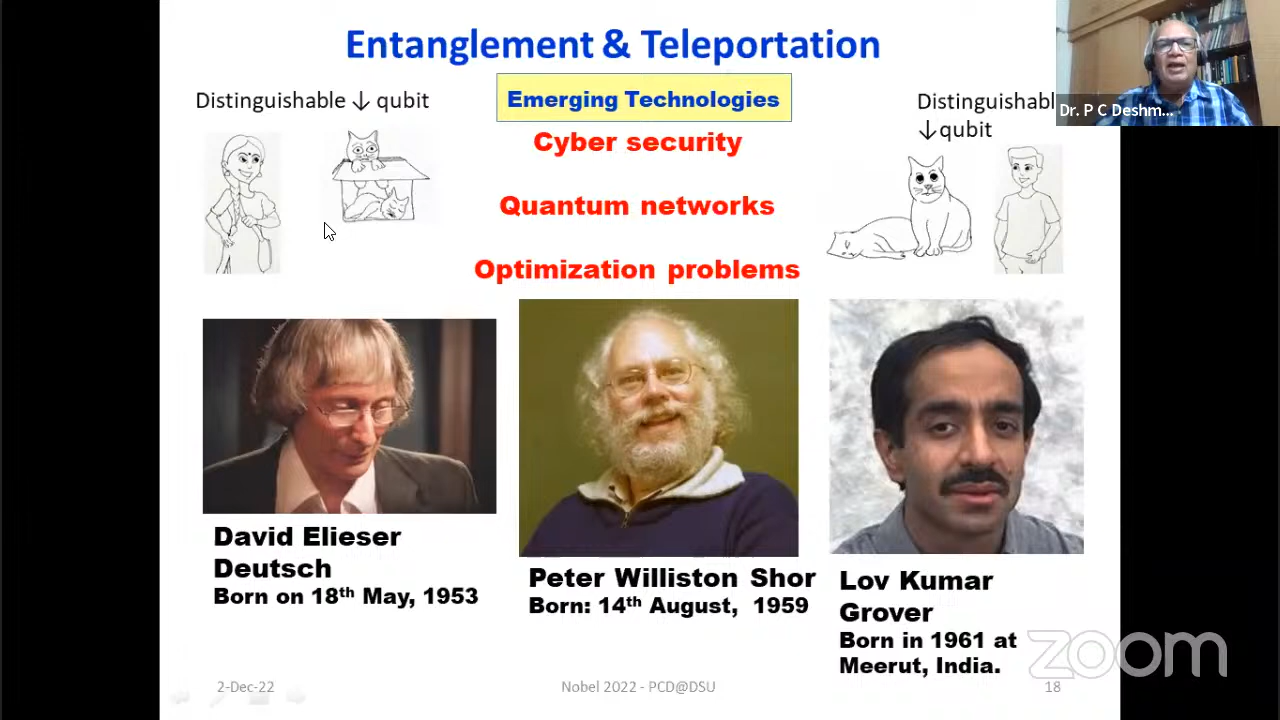 Entanglement & Teleportation
Distinguishable ↓ qubit
Emerging Technologies
Distinguishabl
↓qubit
Dr. P C Deshm...
Cyber security
Quantum networks
Optimization problems
David Elieser
Deutsch
Born on 18th May, 1953
Peter Williston Shor
Born: 14th August, 1959
Lov Kumar
Grover
Born in 1961 at
Meerut, India.
zoom
2-Dec-22
Nobel 2022 - PCD@DSU
18